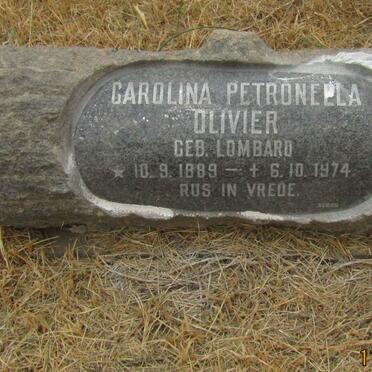 CAROLINA PETRONELLA
OLIVIER
GEB. LOMBARD
* 10. 9. 1889 — + 6. 10. 1974.
RUS IN VREDE.